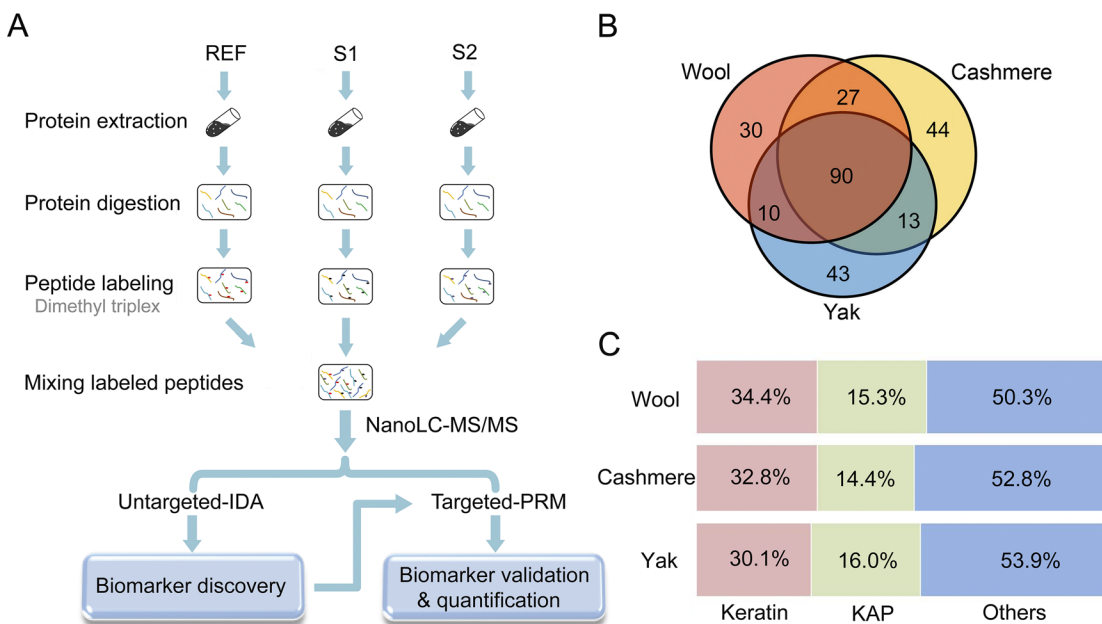 A
REF S1 S2
Protein extraction
Protein digestion
Peptide labeling
Dimethyl triplex
Mixing labeled peptides
NanoLC-MS/MS
Untargeted-IDA Targeted-PRM
Biomarker discovery
Biomarker validation
& quantification
B
Wool Cashmere
27
30 44
90
10 13
43
Yak
C
Wool 34.4% 15.3% 50.3%
Cashmere 32.8% 14.4% 52.8%
Yak 30.1% 16.0% 53.9%
Keratin KAP Others